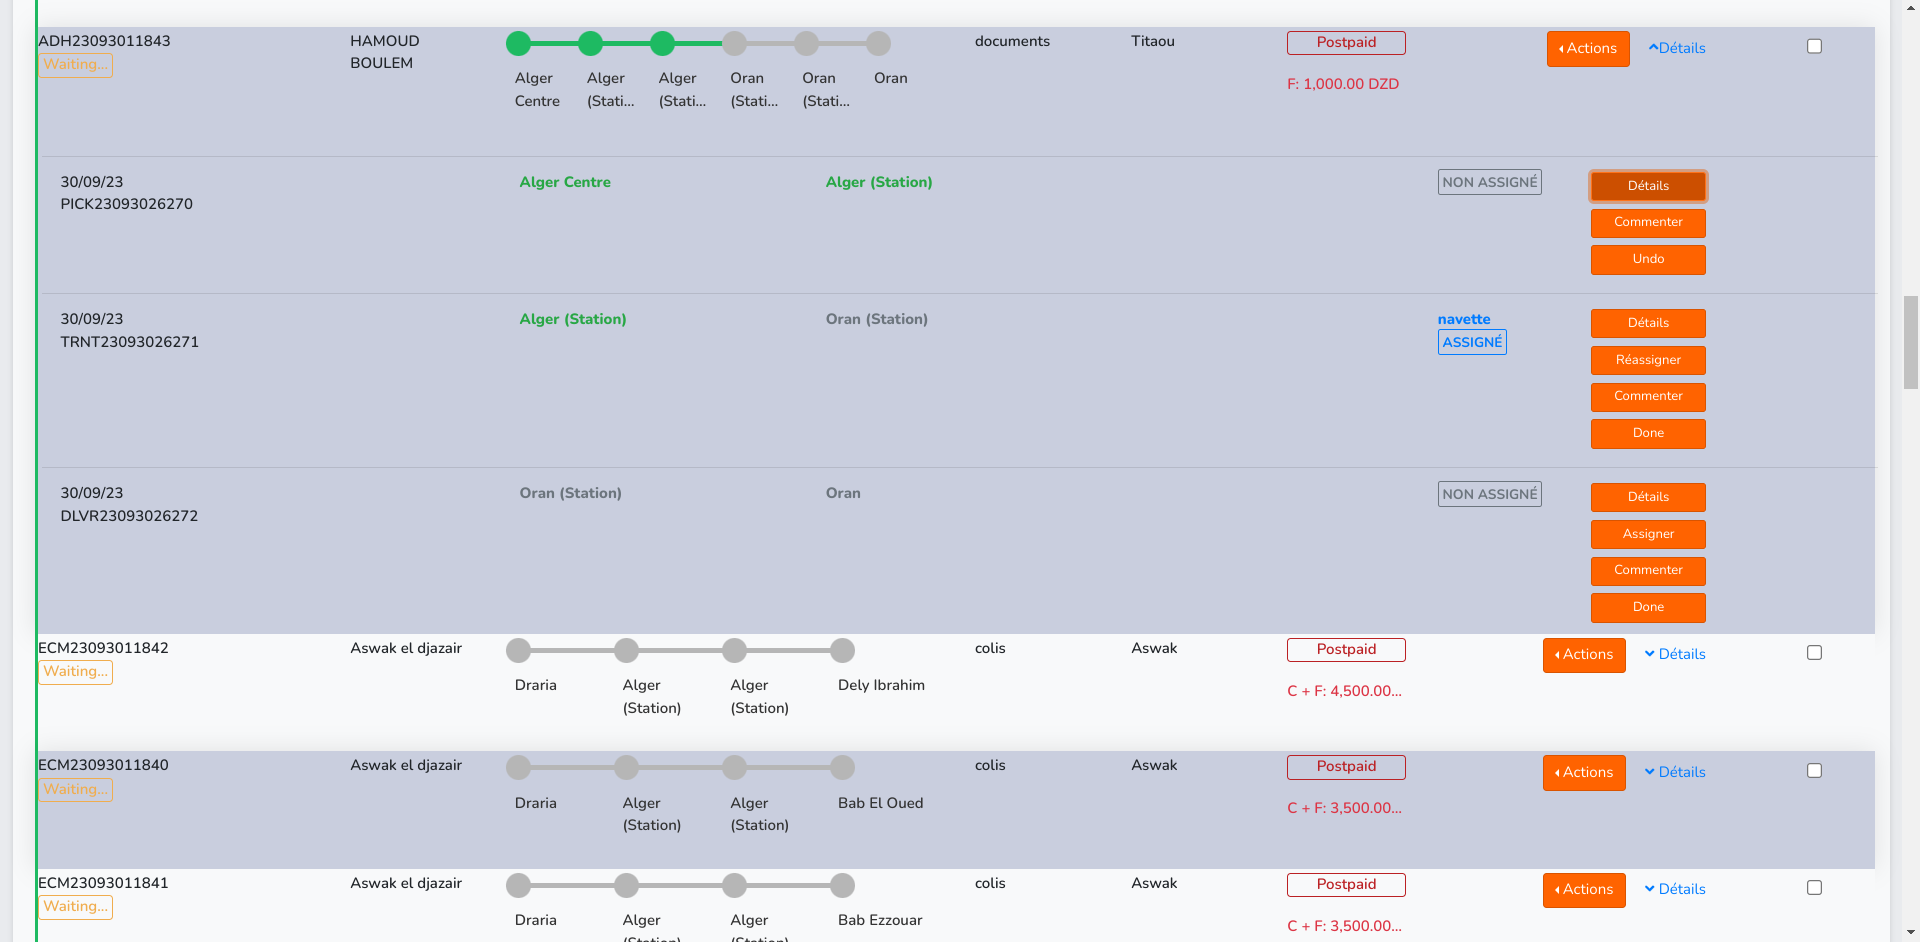 ADH23093011843
Waiting...
HAMOUD
BOULEM
Alger
Centre
Alger
(Stati...
Alger
(Stati...
Oran
(Stati...
Oran
(Stati...
Oran
documents
Titaou
Postpaid
F: 1,000.00 DZD
Actions
Détails
30/09/23
PICK23093026270
Alger Centre
Alger (Station)
NON ASSIGNÉ
Détails
Commenter
Undo
30/09/23
TRNT23093026271
Alger (Station)
Oran (Station)
navette
ASSIGNÉ
Détails
Réassigner
Commenter
Done
30/09/23
DLVR23093026272
Oran (Station)
Oran
NON ASSIGNÉ
Détails
Assigner
Commenter
Done
ECM23093011842
Waiting...
Aswak el djazair
Draria
Alger
(Station)
Alger
(Station)
Dely Ibrahim
colis
Aswak
Postpaid
C + F: 4,500.00...
Actions
Détails
ECM23093011840
Waiting...
Aswak el djazair
Draria
Alger
(Station)
Alger
(Station)
Bab El Oued
colis
Aswak
Postpaid
C + F: 3,500.00...
Actions
Détails
ECM23093011841
Waiting...
Aswak el djazair
Draria
Alger
(Station)
Alger
(Station)
Bab Ezzouar
colis
Aswak
Postpaid
C + F: 3,500.00...
Actions
Détails